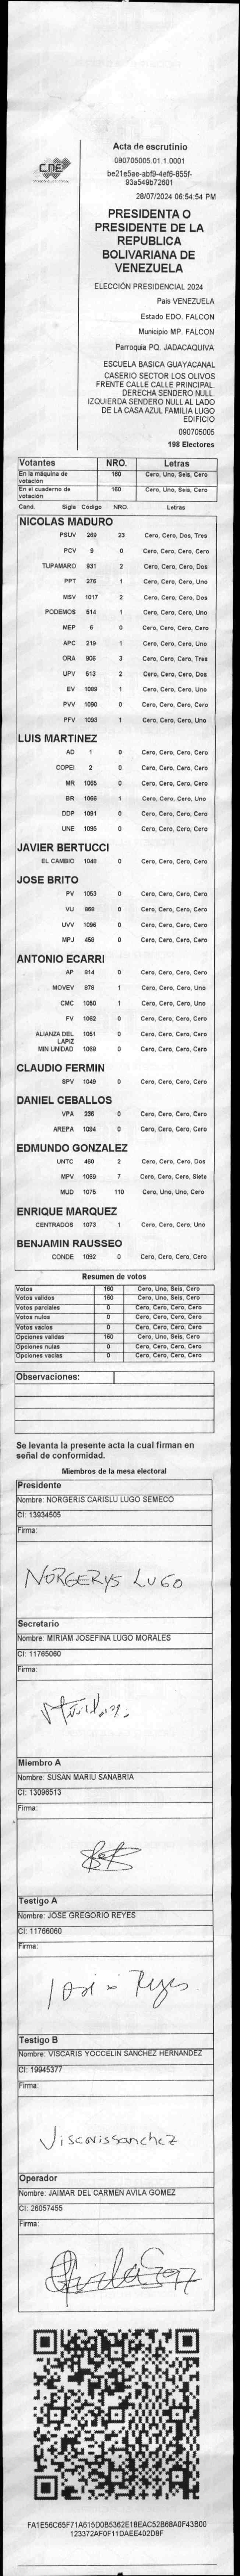 CNE
Acta de escrutinio
090705005.01.1.0001
be21e5ae-abf9-4ef6-855f-
93a549b72601
28/07/2024 06:54:54 PM
PRESIDENTA O
PRESIDENTE DE LA
REPUBLICA
BOLIVARIANA DE
VENEZUELA
ELECCIÓN PRESIDENCIAL 2024
Pais VENEZUELA
Estado EDO. FALCON
Municipio MP. FALCON
Parroquia PQ. JADACAQUIVA
ESCUELA BASICA GUAYACANAL
CASERIO SECTOR LOS OLIVOS
FRENTE CALLE CALLE PRINCIPAL.
DERECHA SENDERO NULL.
IZQUIERDA SENDERO NULL AL LADO
DE LA CASA AZUL FAMILIA LUGO
EDIFICIO
090705005
198 Electores
Votantes NRO. Letras
En la máquina de votación 160 Cero, Uno, Seis, Cero
En el cuaderno de votación 160 Cero, Uno, Seis, Cero
Cand. Sigla Código NRO. Letras
NICOLAS MADURO
PSUV 269 23 Cero, Cero, Dos, Tres
PCV 9 0 Cero, Cero, Cero, Cero
TUPAMARO 931 2 Cero, Cero, Cero, Dos
PPT 276 1 Cero, Cero, Cero, Uno
MSV 1017 2 Cero, Cero, Cero, Dos
PODEMOS 514 1 Cero, Cero, Cero, Uno
MEP 6 0 Cero, Cero, Cero, Cero
APC 219 1 Cero, Cero, Cero, Uno
ORA 906 3 Cero, Cero, Cero, Tres
UPV 513 2 Cero, Cero, Cero, Dos
EV 1089 1 Cero, Cero, Cero, Uno
PVV 1090 0 Cero, Cero, Cero, Cero
PFV 1093 1 Cero, Cero, Cero, Uno
LUIS MARTINEZ
AD 1 0 Cero, Cero, Cero, Cero
COPEI 2 0 Cero, Cero, Cero, Cero
MR 1065 0 Cero, Cero, Cero, Cero
BR 1066 1 Cero, Cero, Cero, Uno
DDP 1091 0 Cero, Cero, Cero, Cero
UNE 1095 0 Cero, Cero, Cero, Cero
JAVIER BERTUCCI
EL CAMBIO 1048 0 Cero, Cero, Cero, Cero
JOSE BRITO
PV 1053 0 Cero, Cero, Cero, Cero
VU 868 0 Cero, Cero, Cero, Cero
UVV 1096 0 Cero, Cero, Cero, Cero
MPJ 458 0 Cero, Cero, Cero, Cero
ANTONIO ECARRI
AP 814 0 Cero, Cero, Cero, Cero
MOVEV 878 1 Cero, Cero, Cero, Uno
CMC 1050 1 Cero, Cero, Cero, Uno
FV 1062 0 Cero, Cero, Cero, Cero
ALIANZA DEL LAPIZ 1051 0 Cero, Cero, Cero, Cero
MIN UNIDAD 1068 0 Cero, Cero, Cero, Cero
CLAUDIO FERMIN
SPV 1049 0 Cero, Cero, Cero, Cero
DANIEL CEBALLOS
VPA 236 0 Cero, Cero, Cero, Cero
AREPA 1094 0 Cero, Cero, Cero, Cero
EDMUNDO GONZALEZ
UNTC 460 2 Cero, Cero, Cero, Dos
MPV 1069 7 Cero, Cero, Cero, Siete
MUD 1075 110 Cero, Uno, Uno, Cero
ENRIQUE MARQUEZ
CENTRADOS 1073 1 Cero, Cero, Cero, Uno
BENJAMIN RAUSSEO
CONDE 1092 0 Cero, Cero, Cero, Cero
Resumen de votos
Votos 160 Cero, Uno, Seis, Cero
Votos validos 160 Cero, Uno, Seis, Cero
Votos parciales 0 Cero, Cero, Cero, Cero
Votos nulos 0 Cero, Cero, Cero, Cero
Votos vacios 0 Cero, Cero, Cero, Cero
Opciones validas 160 Cero, Uno, Seis, Cero
Opciones nulas 0 Cero, Cero, Cero, Cero
Opciones vacias 0 Cero, Cero, Cero, Cero
Observaciones:
Se levanta la presente acta la cual firman en
señal de conformidad.
Miembros de la mesa electoral
Presidente
Nombre: NORGERIS CARISLU LUGO SEMECO
CI: 13934505
Firma:
NORGERYS LUGO
Secretario
Nombre: MIRIAM JOSEFINA LUGO MORALES
CI: 11765060
Firma:
Miembro A
Nombre: SUSAN MARIU SANABRIA
CI: 13096513
Firma:
Testigo A
Nombre: JOSE GREGORIO REYES
CI: 11766060
Firma:
Reyes
Testigo B
Nombre: VISCARIS YOCCELIN SANCHEZ HERNANDEZ
CI: 19945377
Firma:
Viscarissanchez
Operador
Nombre: JAIMAR DEL CARMEN AVILA GOMEZ
CI: 26057455
Firma:
FA1E56C65F71A615D0B5362E18EAC52B68A0F43B00
123372AF0F11DAEE402D8F